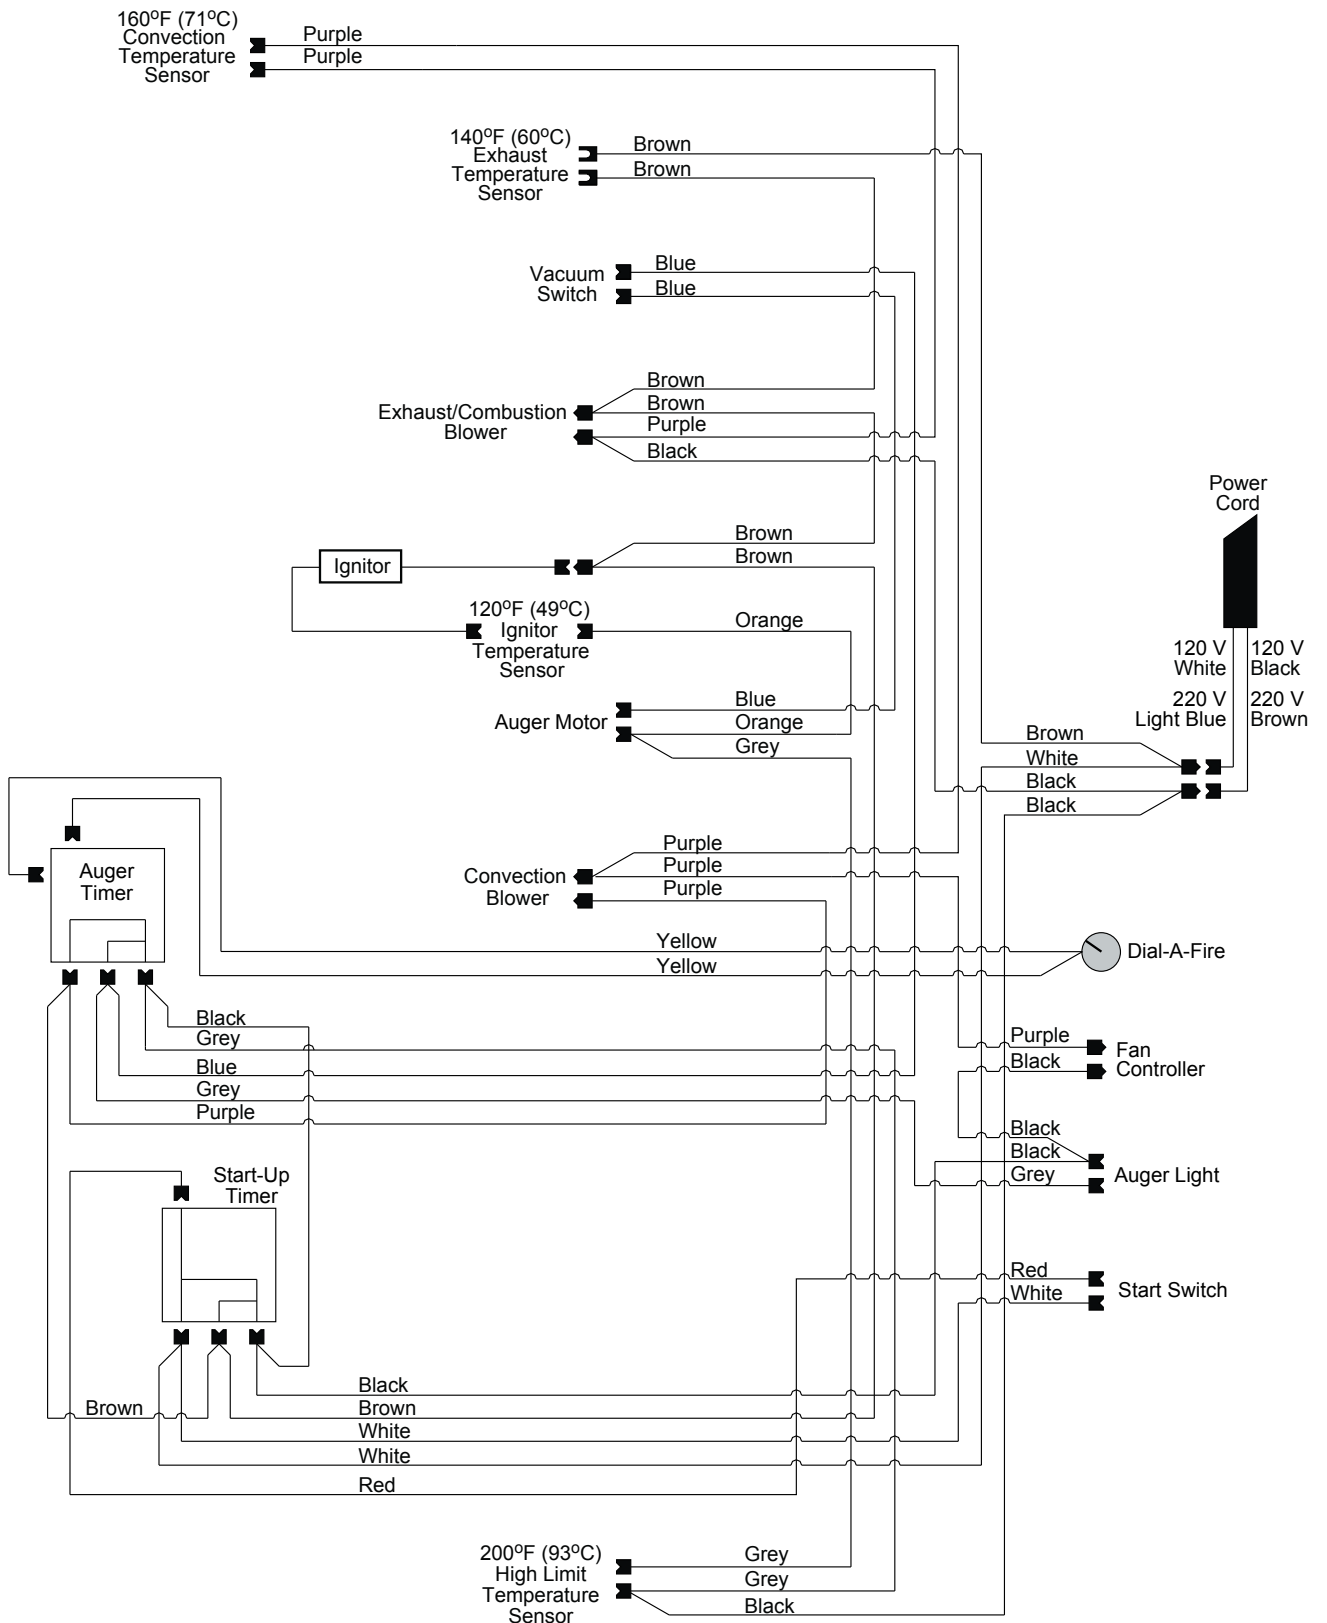 160oF (71oC)
Convection
Temperature
Sensor
Purple
Purple
140oF (60oC)
Exhaust
Temperature
Sensor
Brown
Brown
Vacuum
Switch
Blue
Blue
Exhaust/Combustion
Blower
Brown
Brown
Purple
Black
Power
Cord
Ignitor
Brown
Brown
120oF (49oC)
Ignitor
Temperature
Sensor
Orange
120 V
White
120 V
Black
220 V
Light Blue
220 V
Brown
Auger Motor
Blue
Orange
Grey
Brown
White
Black
Black
Auger
Timer
Convection
Blower
Purple
Purple
Purple
Yellow
Yellow
Dial-A-Fire
Black
Grey
Blue
Grey
Purple
Purple
Black
Fan
Controller
Black
Black
Grey
Auger Light
Start-Up
Timer
Red
White
Start Switch
Black
Brown
Brown
White
White
Red
200oF (93oC)
High Limit
Temperature
Sensor
Grey
Grey
Black